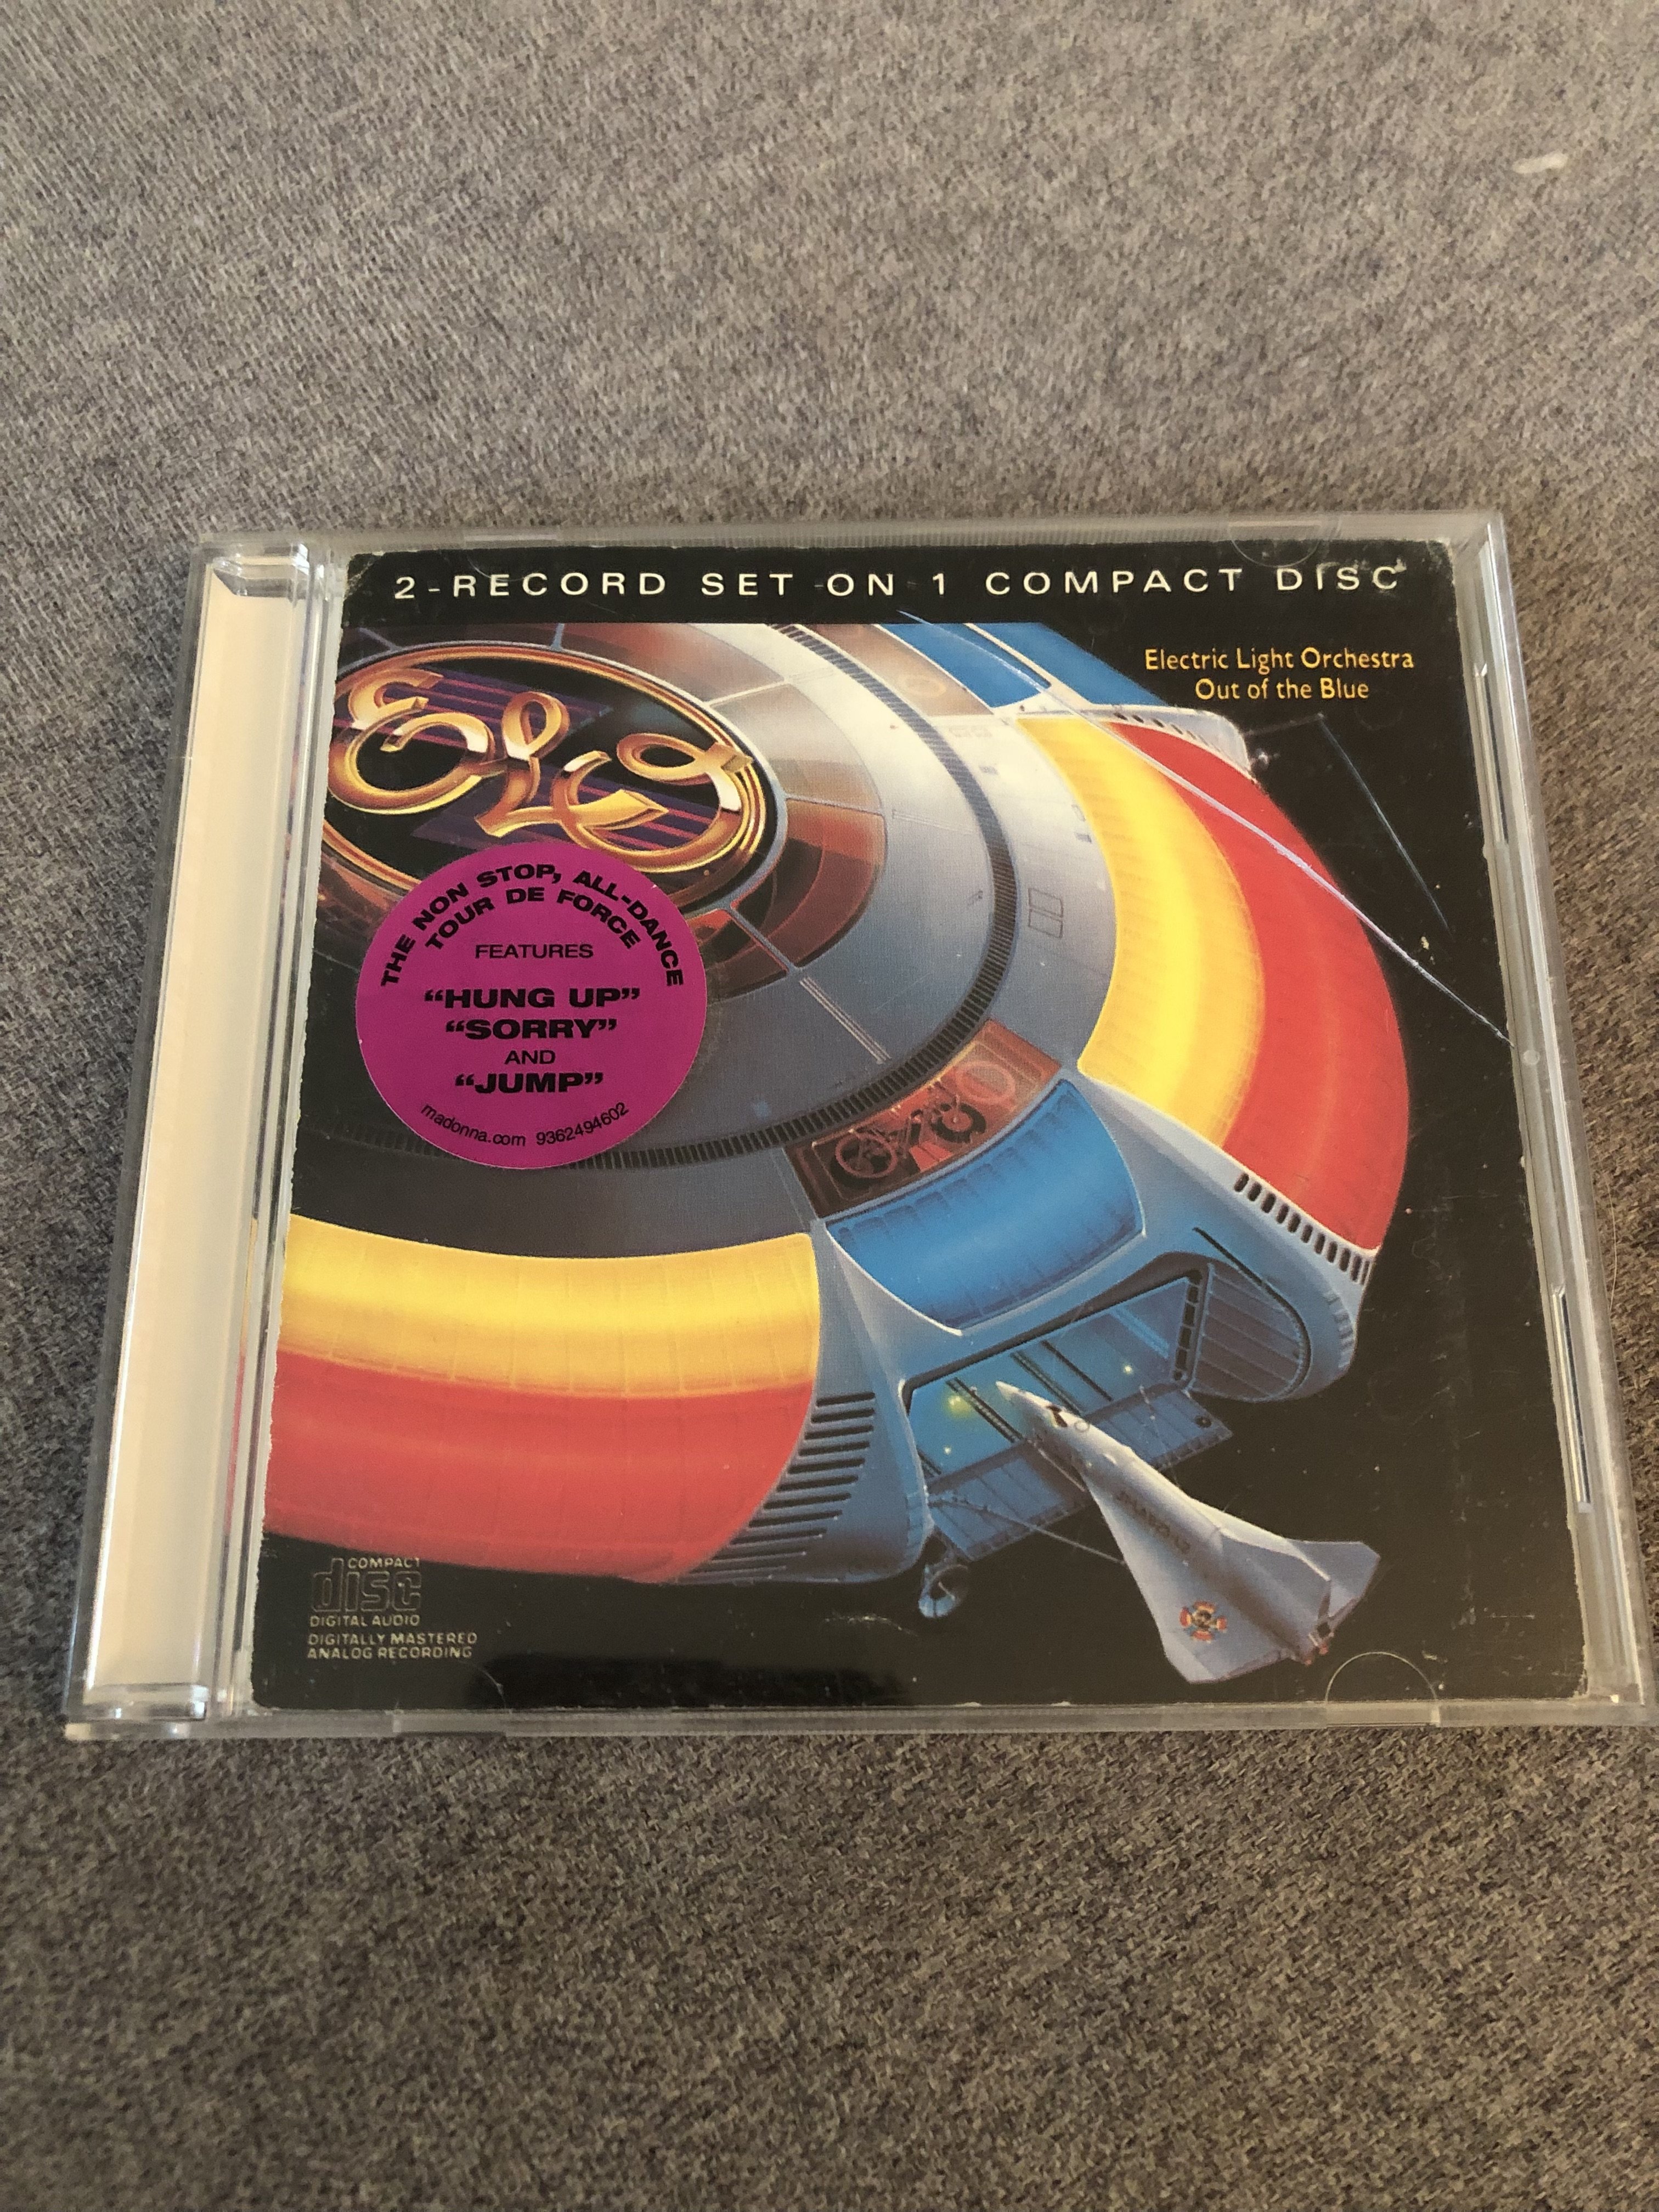 2-RECORD SET ON 1 COMPACT DISC
Electric Light Orchestra
Out of the Blue
ELO
THE NON STOP, ALL-DANCE
TOUR DE FORCE
FEATURES
“HUNG UP”
“SORRY”
AND
“JUMP”
madonna.com 9362494602
COMPACT
disc
DIGITAL AUDIO
DIGITALLY MASTERED
ANALOG RECORDING